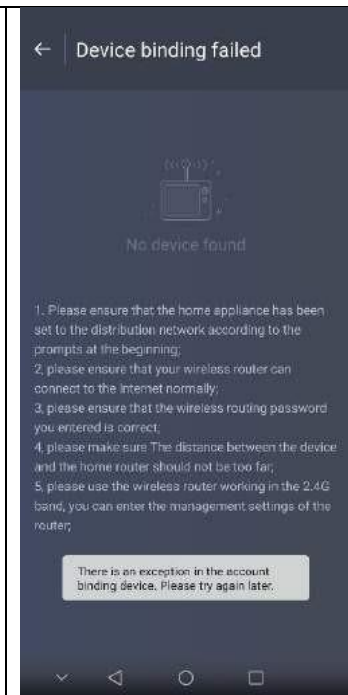 Device binding failed
No device found
1. Please ensure that the home appliance has been
set to the distribution network according to the
prompts at the beginning;
2, please ensure that your wireless router can
connect to the Internet normally;
3, please ensure that the wireless routing password
you entered is correct;
4, please make sure The distance between the device
and the home router should not be too far;
5, please use the wireless router working in the 2.4G
band, you can enter the management settings of the
router;
There is an exception in the account
binding device. Please try again later.